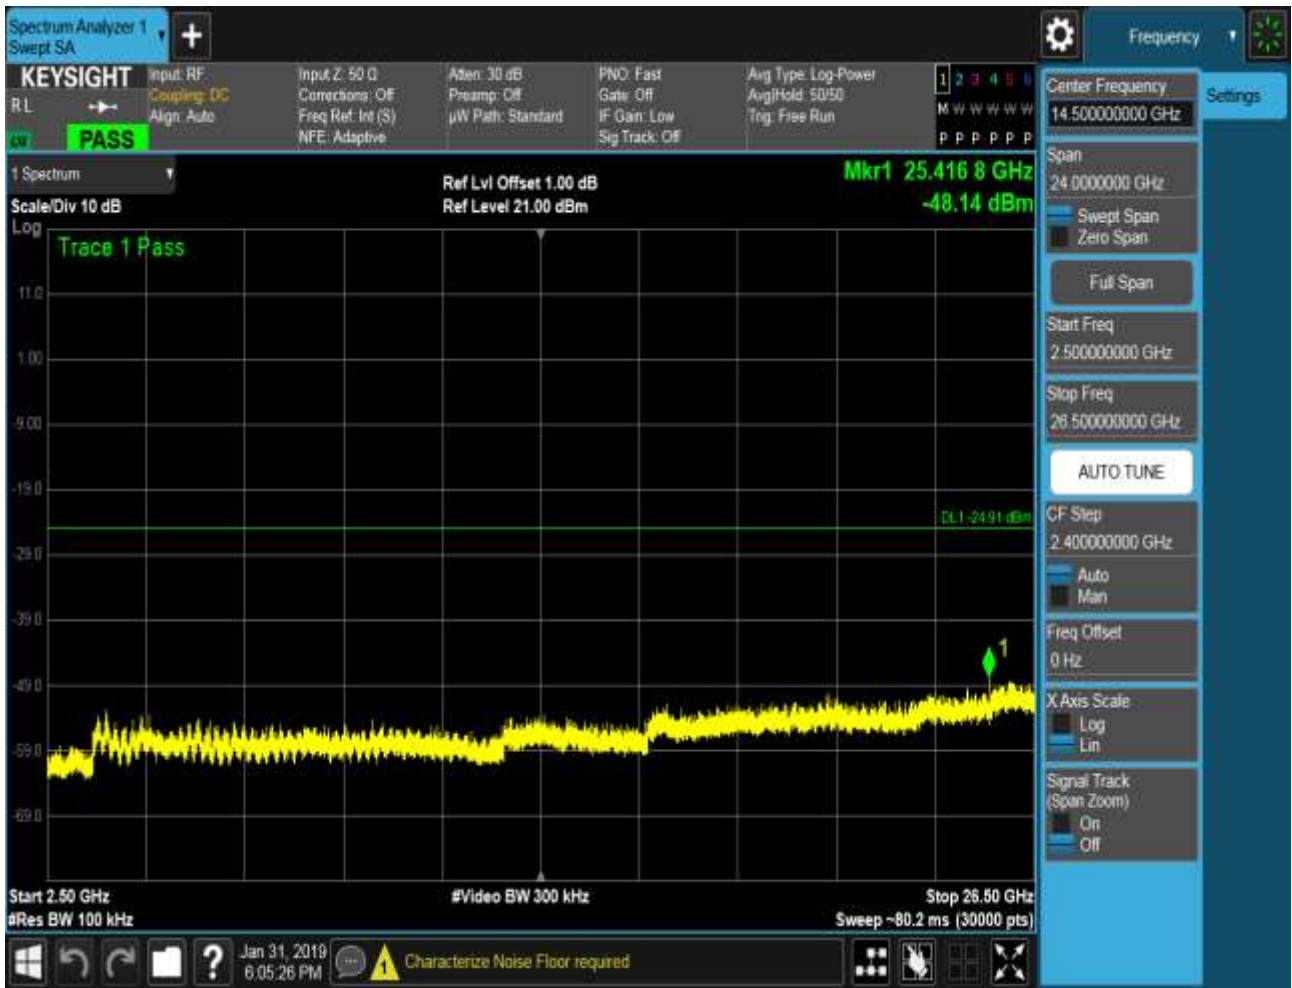 Spectrum Analyzer 1
Swept SA
+
Frequency
KEYSIGHT
R L
PASS
Input: RF
Coupling: DC
Align: Auto
Input Z: 50 Ω
Corrections: Off
Freq Ref: Int (S)
NFE: Adaptive
Atten: 30 dB
Preamp: Off
µW Path: Standard
PNO: Fast
Gate: Off
IF Gain: Low
Sig Track: Off
Avg Type: Log-Power
Avg|Hold: 50/50
Trig: Free Run
1 2 3 4 5 6
M W W W W W
P P P P P P
1 Spectrum
Scale/Div 10 dB
Ref Lvl Offset 1.00 dB
Ref Level 21.00 dBm
Mkr1 25.416 8 GHz
-48.14 dBm
Log
Trace 1 Pass
11.0
1.00
-9.00
-19.0
DL1 -24.91 dBm
-29.0
-39.0
1
-49.0
-59.0
-69.0
Start 2.50 GHz
#Video BW 300 kHz
Stop 26.50 GHz
#Res BW 100 kHz
Sweep ~80.2 ms (30000 pts)
Center Frequency
14.500000000 GHz
Settings
Span
24.0000000 GHz
Swept Span
Zero Span
Full Span
Start Freq
2.500000000 GHz
Stop Freq
26.500000000 GHz
AUTO TUNE
CF Step
2.400000000 GHz
Auto
Man
Freq Offset
0 Hz
X Axis Scale
Log
Lin
Signal Track
(Span Zoom)
On
Off
?
Jan 31, 2019
6:05:26 PM
1
Characterize Noise Floor required